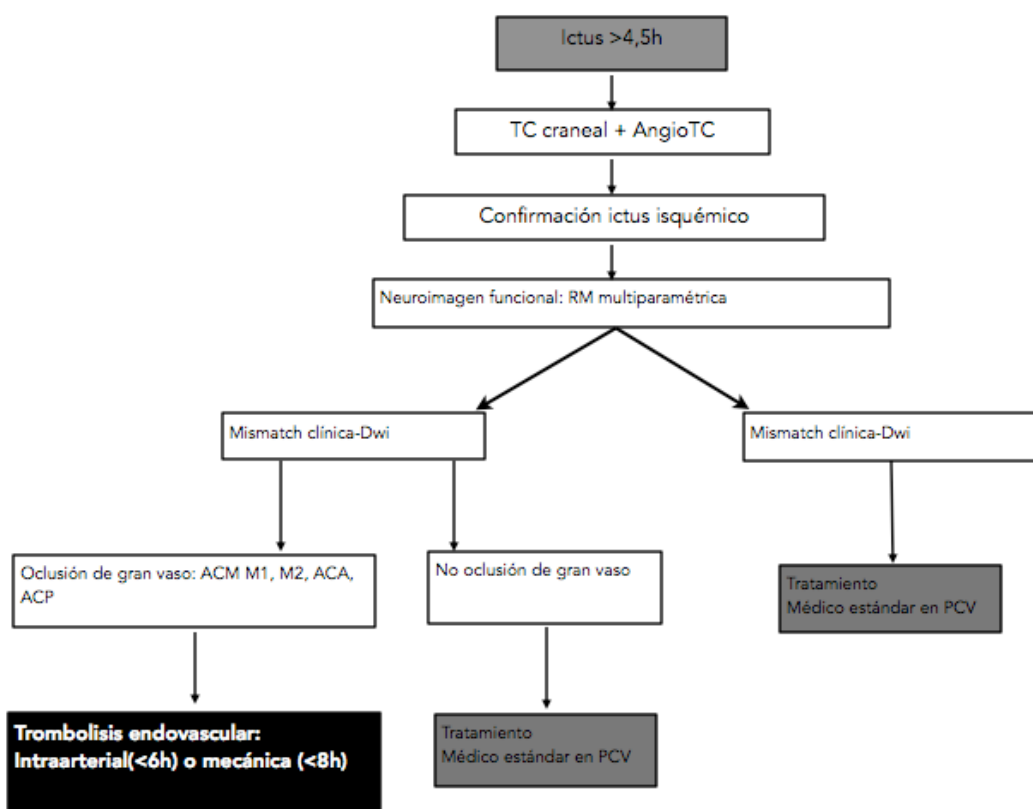 Ictus >4,5h
TC craneal + AngioTC
Confirmación ictus isquémico
Neuroimagen funcional: RM multiparamétrica
Mismatch clínica-Dwi
Mismatch clínica-Dwi
Oclusión de gran vaso: ACM M1, M2, ACA,
ACP
No oclusión de gran vaso
Tratamiento
Médico estándar en PCV
Trombolisis endovascular:
Intraarterial(<6h) o mecánica (<8h)
Tratamiento
Médico estándar en PCV